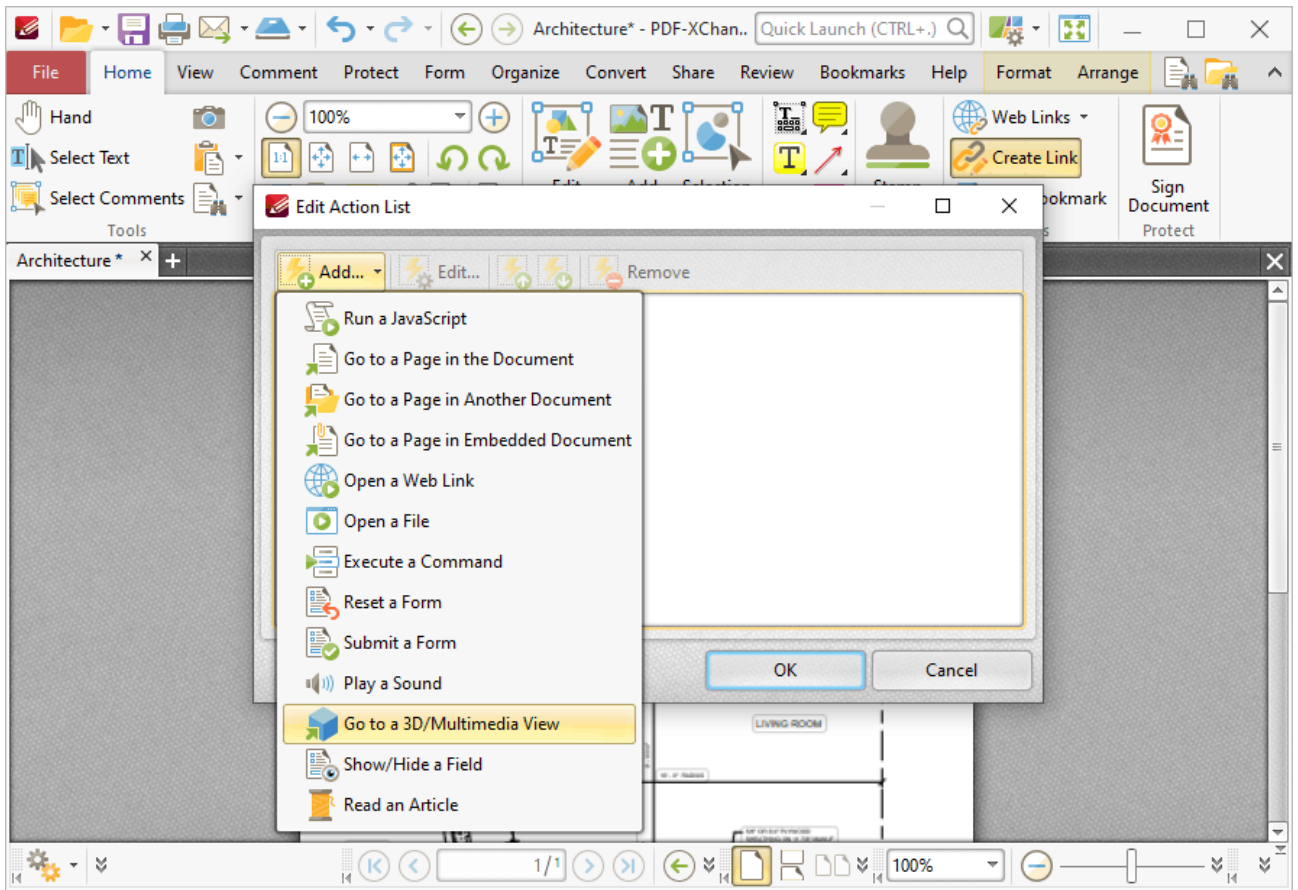 Architecture* - PDF-XChan..
Quick Launch (CTRL+.)
File Home View Comment Protect Form Organize Convert Share Review Bookmarks Help Format Arrange
Hand
100%
Web Links
Select Text
Create Link
Select Comments
Sign
Document
Tools
Protect
Edit Action List
Architecture *
Add... Edit... Remove
Run a JavaScript
Go to a Page in the Document
Go to a Page in Another Document
Go to a Page in Embedded Document
Open a Web Link
Open a File
Execute a Command
Reset a Form
Submit a Form
Play a Sound
Go to a 3D/Multimedia View
Show/Hide a Field
Read an Article
OK Cancel
LIVING ROOM
1/1
100%